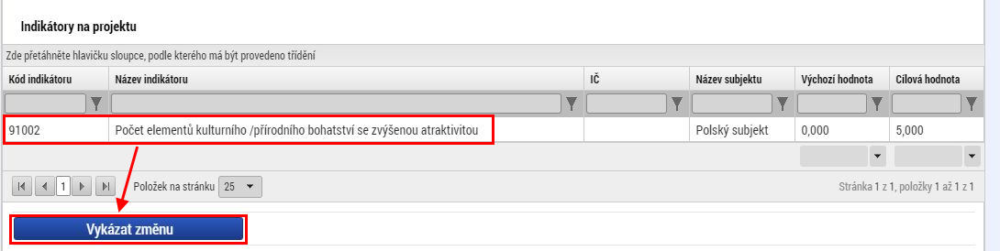 Indikátory na projektu
Zde přetáhněte hlavičku sloupce, podle kterého má být provedeno třídění
Kód indikátoru Název indikátoru IČ Název subjektu Výchozí hodnota Cílová hodnota
91002 Počet elementů kulturního /přírodního bohatství se zvýšenou atraktivitou Polský subjekt 0,000 5,000
1 Položek na stránku 25 Stránka 1 z 1, položky 1 až 1 z 1
Vykázat změnu